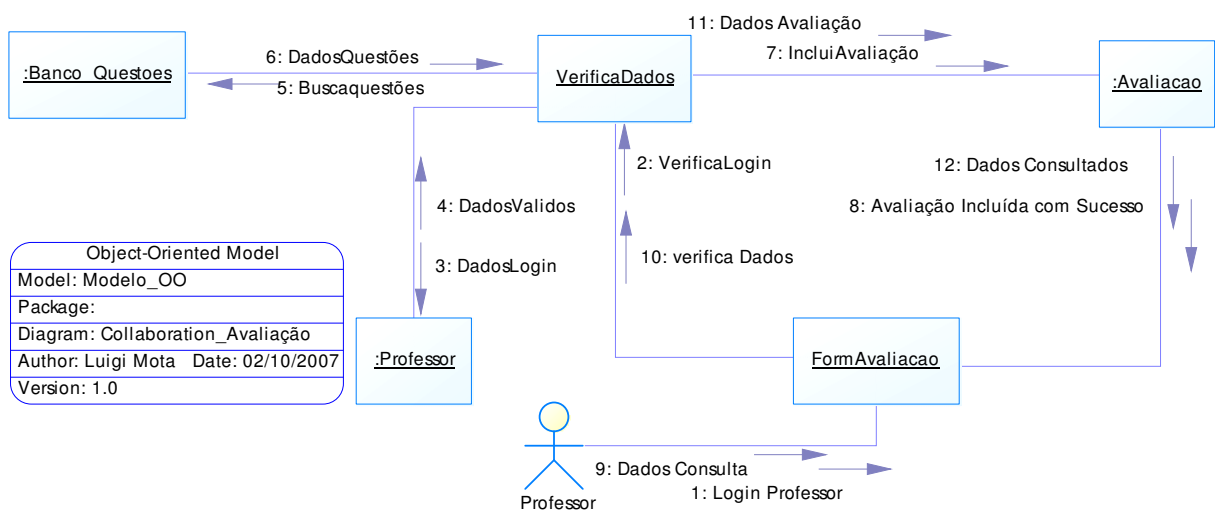 11: Dados Avaliação
6: DadosQuestões
7: IncluiAvaliação
:Banco_Questoes
VerificaDados
:Avaliacao
5: Buscaquestões
2: VerificaLogin
12: Dados Consultados
4: DadosValidos
8: Avaliação Incluída com Sucesso
3: DadosLogin
10: verifica Dados
Object-Oriented Model
Model: Modelo_OO
Package:
Diagram: Collaboration_Avaliação
Author: Luigi Mota Date: 02/10/2007
Version: 1.0
:Professor
FormAvaliacao
9: Dados Consulta
1: Login Professor
Professor